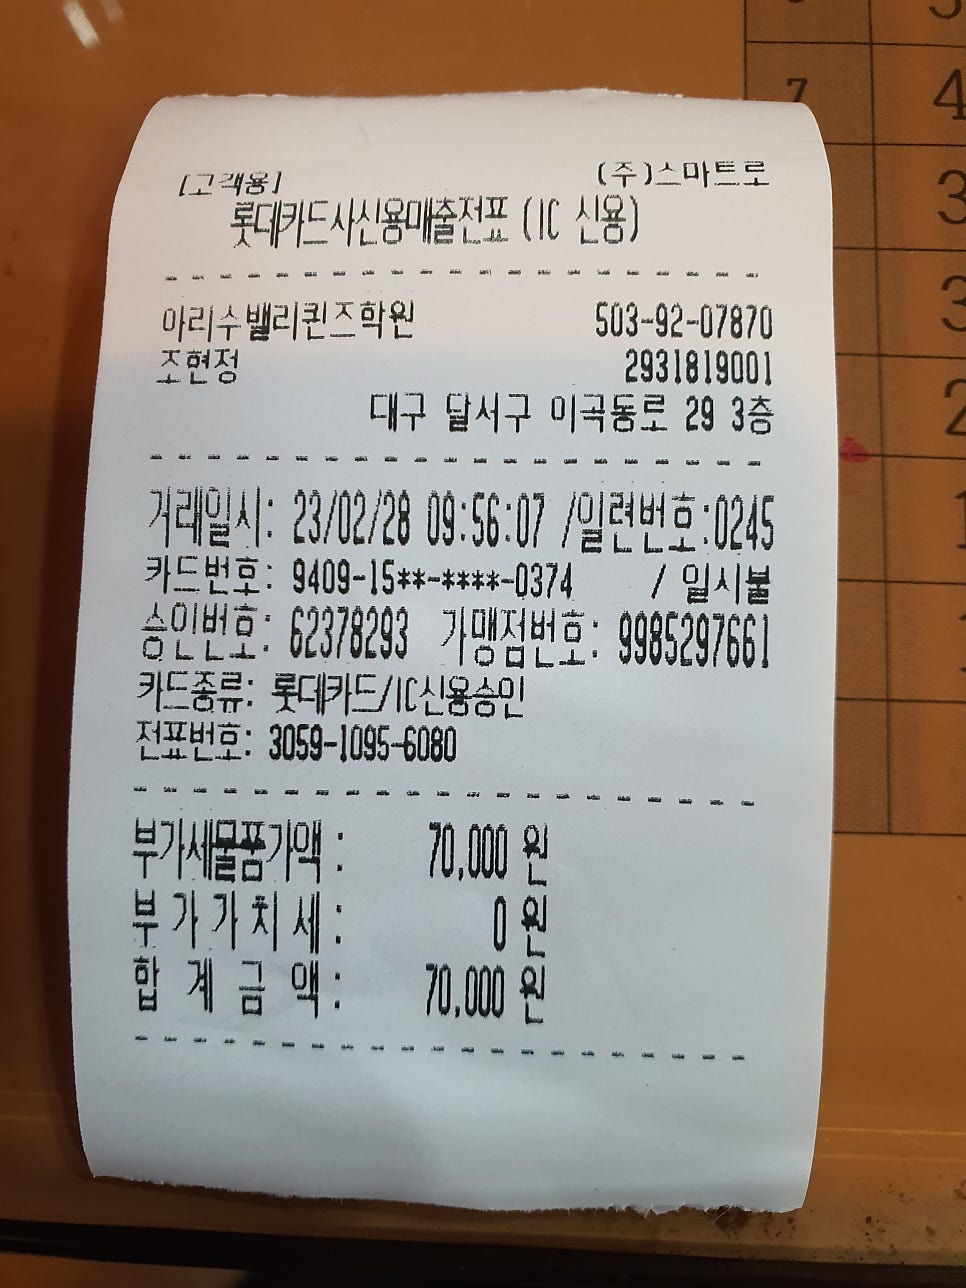 [고객용] (주)스마트로
롯데카드사신용매출전표(IC 신용)
아리수밸리퀸즈학원 503-92-07870
조현정 2931819001
대구 달서구 이곡동로 29 3층
거래일시: 23/02/28 09:56:07 /일련번호:0245
카드번호: 9409-15**-****-0374 / 일시불
승인번호: 62378293 가맹점번호: 9985297661
카드종류: 롯데카드/IC신용승인
전표번호: 3059-1095-6080
부가세물품가액 : 70,000 원
부 가 가 치 세 : 0 원
합 계 금 액 : 70,000 원
7 4
3
3
2